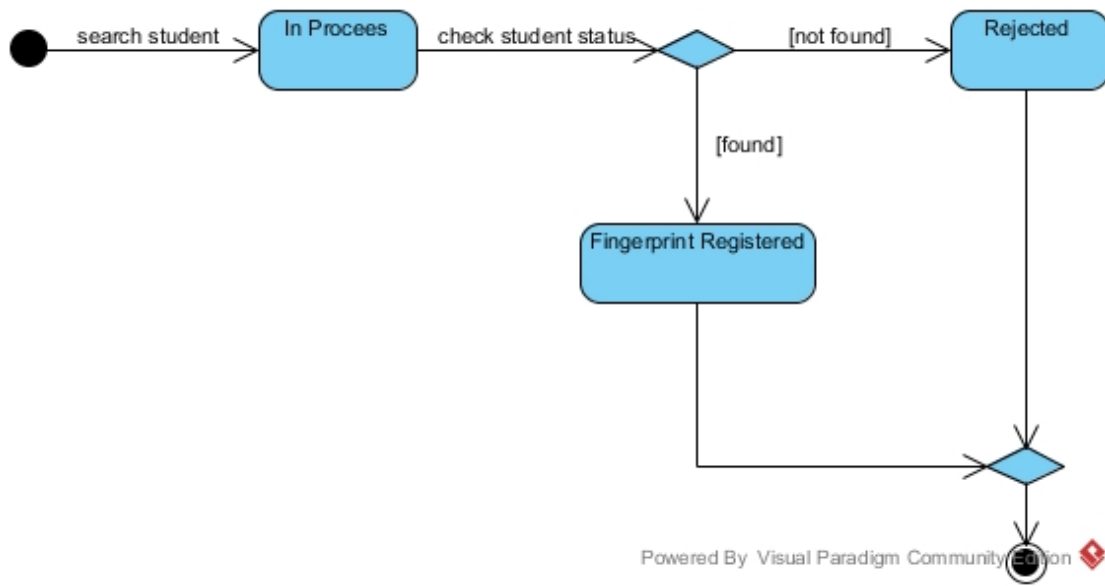 search student
In Procees
check student status
[not found]
Rejected
[found]
Fingerprint Registered
Powered By Visual Paradigm Community Edition